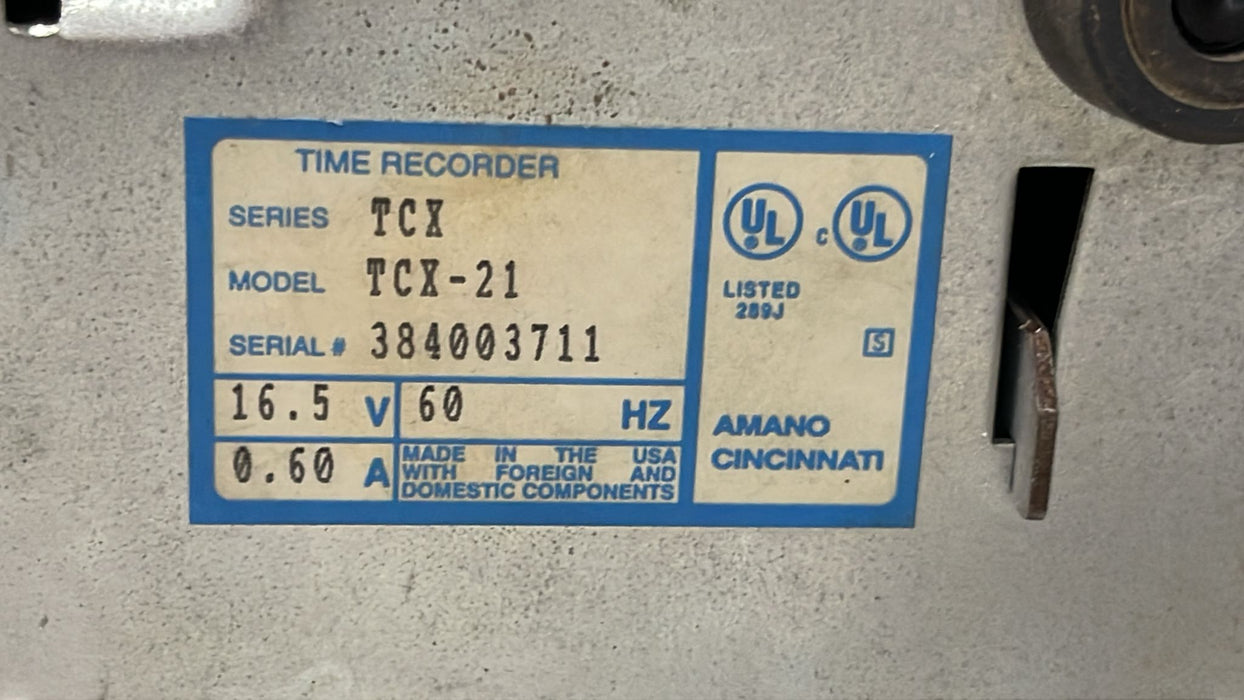 TIME RECORDER
SERIES TCX
MODEL TCX-21
SERIAL# 384003711
16.5 V 60 HZ
0.60 A
MADE IN THE USA
WITH FOREIGN AND
DOMESTIC COMPONENTS
UL c UL
LISTED
289J
S
AMANO
CINCINNATI